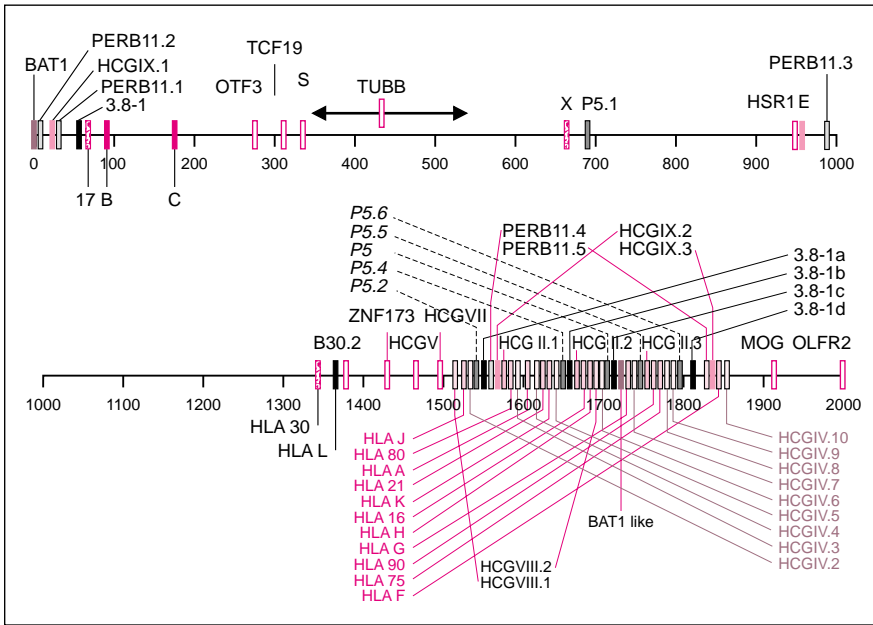 TCF19
PERB11.2
BAT1
HCGIX.1
PERB11.1
3.8-1
OTF3
S
TUBB
X P5.1
HSR1 E
PERB11.3
0 100 200 300 400 500 600 700 800 900 1000
17 B
C
P5.6
P5.5
P5
P5.4
P5.2
PERB11.4
PERB11.5
HCGIX.2
HCGIX.3
3.8-1a
3.8-1b
3.8-1c
3.8-1d
ZNF173 HCGVII
B30.2
HCGV
HCG II.1
HCG II.2
HCG II.3
MOG OLFR2
1000 1100 1200 1300 1400 1500 1600 1700 1800 1900 2000
HLA 30
HLA L
HLA J
HLA 80
HLA A
HLA 21
HLA K
HLA 16
HLA H
HLA G
HLA 90
HLA 75
HLA F
HCGVIII.2
HCGVIII.1
BAT1 like
HCGIV.10
HCGIV.9
HCGIV.8
HCGIV.7
HCGIV.6
HCGIV.5
HCGIV.4
HCGIV.3
HCGIV.2